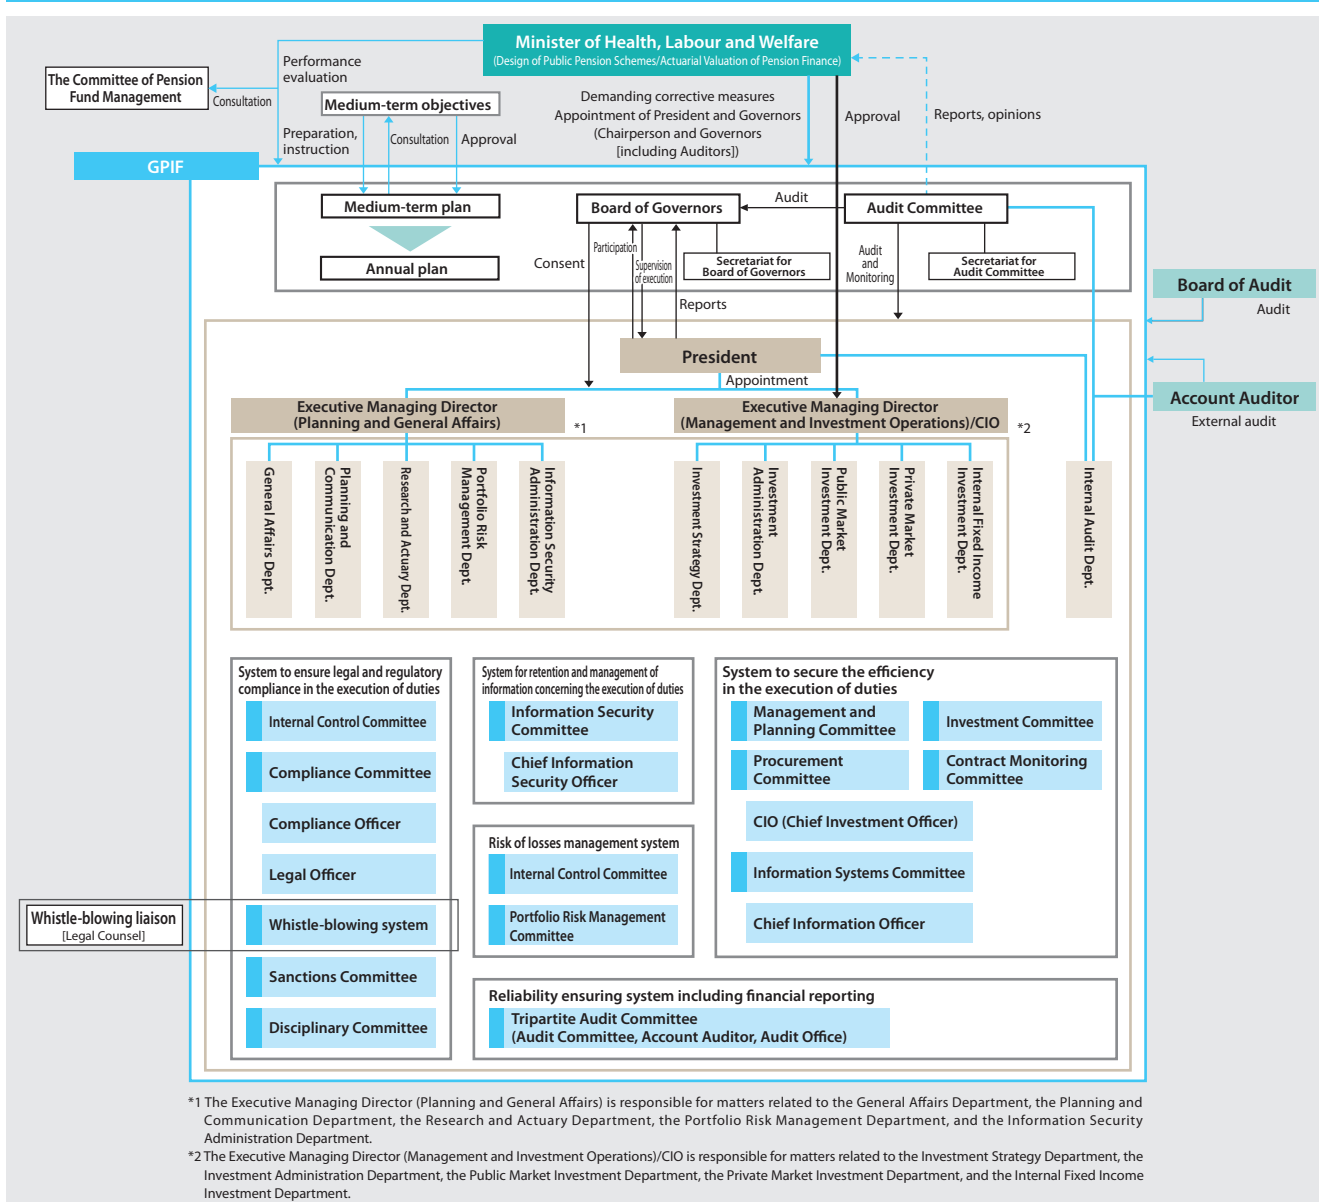 Minister of Health, Labour and Welfare
(Design of Public Pension Schemes/Actuarial Valuation of Pension Finance)
The Committee of Pension
Fund Management
Consultation
Performance
evaluation
Medium-term objectives
Preparation,
instruction
Consultation
Approval
Demanding corrective measures
Appointment of President and Governors
(Chairperson and Governors
[including Auditors])
Approval
Reports, opinions
GPIF
Medium-term plan
Annual plan
Board of Governors
Audit
Audit Committee
Consent
Participation
Supervision
of execution
Reports
Secretariat for
Board of Governors
Audit
and
Monitoring
Secretariat for
Audit Committee
Board of Audit
Audit
President
Appointment
Account Auditor
External audit
Executive Managing Director
(Planning and General Affairs)
*1
Executive Managing Director
(Management and Investment Operations)/CIO
*2
General Affairs Dept.
Planning and
Communication Dept.
Research and Actuary Dept.
Portfolio Risk
Management Dept.
Information Security
Administration Dept.
Investment Strategy Dept.
Investment
Administration Dept.
Public Market
Investment Dept.
Private Market
Investment Dept.
Internal Fixed Income
Investment Dept.
Internal Audit Dept.
System to ensure legal and regulatory
compliance in the execution of duties
Internal Control Committee
Compliance Committee
Compliance Officer
Legal Officer
Whistle-blowing liaison
[Legal Counsel]
Whistle-blowing system
Sanctions Committee
Disciplinary Committee
System for retention and management of
information concerning the execution of duties
Information Security
Committee
Chief Information
Security Officer
Risk of losses management system
Internal Control Committee
Portfolio Risk Management
Committee
System to secure the efficiency
in the execution of duties
Management and
Planning Committee
Investment Committee
Procurement
Committee
Contract Monitoring
Committee
CIO (Chief Investment Officer)
Information Systems Committee
Chief Information Officer
Reliability ensuring system including financial reporting
Tripartite Audit Committee
(Audit Committee, Account Auditor, Audit Office)
*1 The Executive Managing Director (Planning and General Affairs) is responsible for matters related to the General Affairs Department, the Planning and
Communication Department, the Research and Actuary Department, the Portfolio Risk Management Department, and the Information Security
Administration Department.
*2 The Executive Managing Director (Management and Investment Operations)/CIO is responsible for matters related to the Investment Strategy Department, the
Investment Administration Department, the Public Market Investment Department, the Private Market Investment Department, and the Internal Fixed Income
Investment Department.